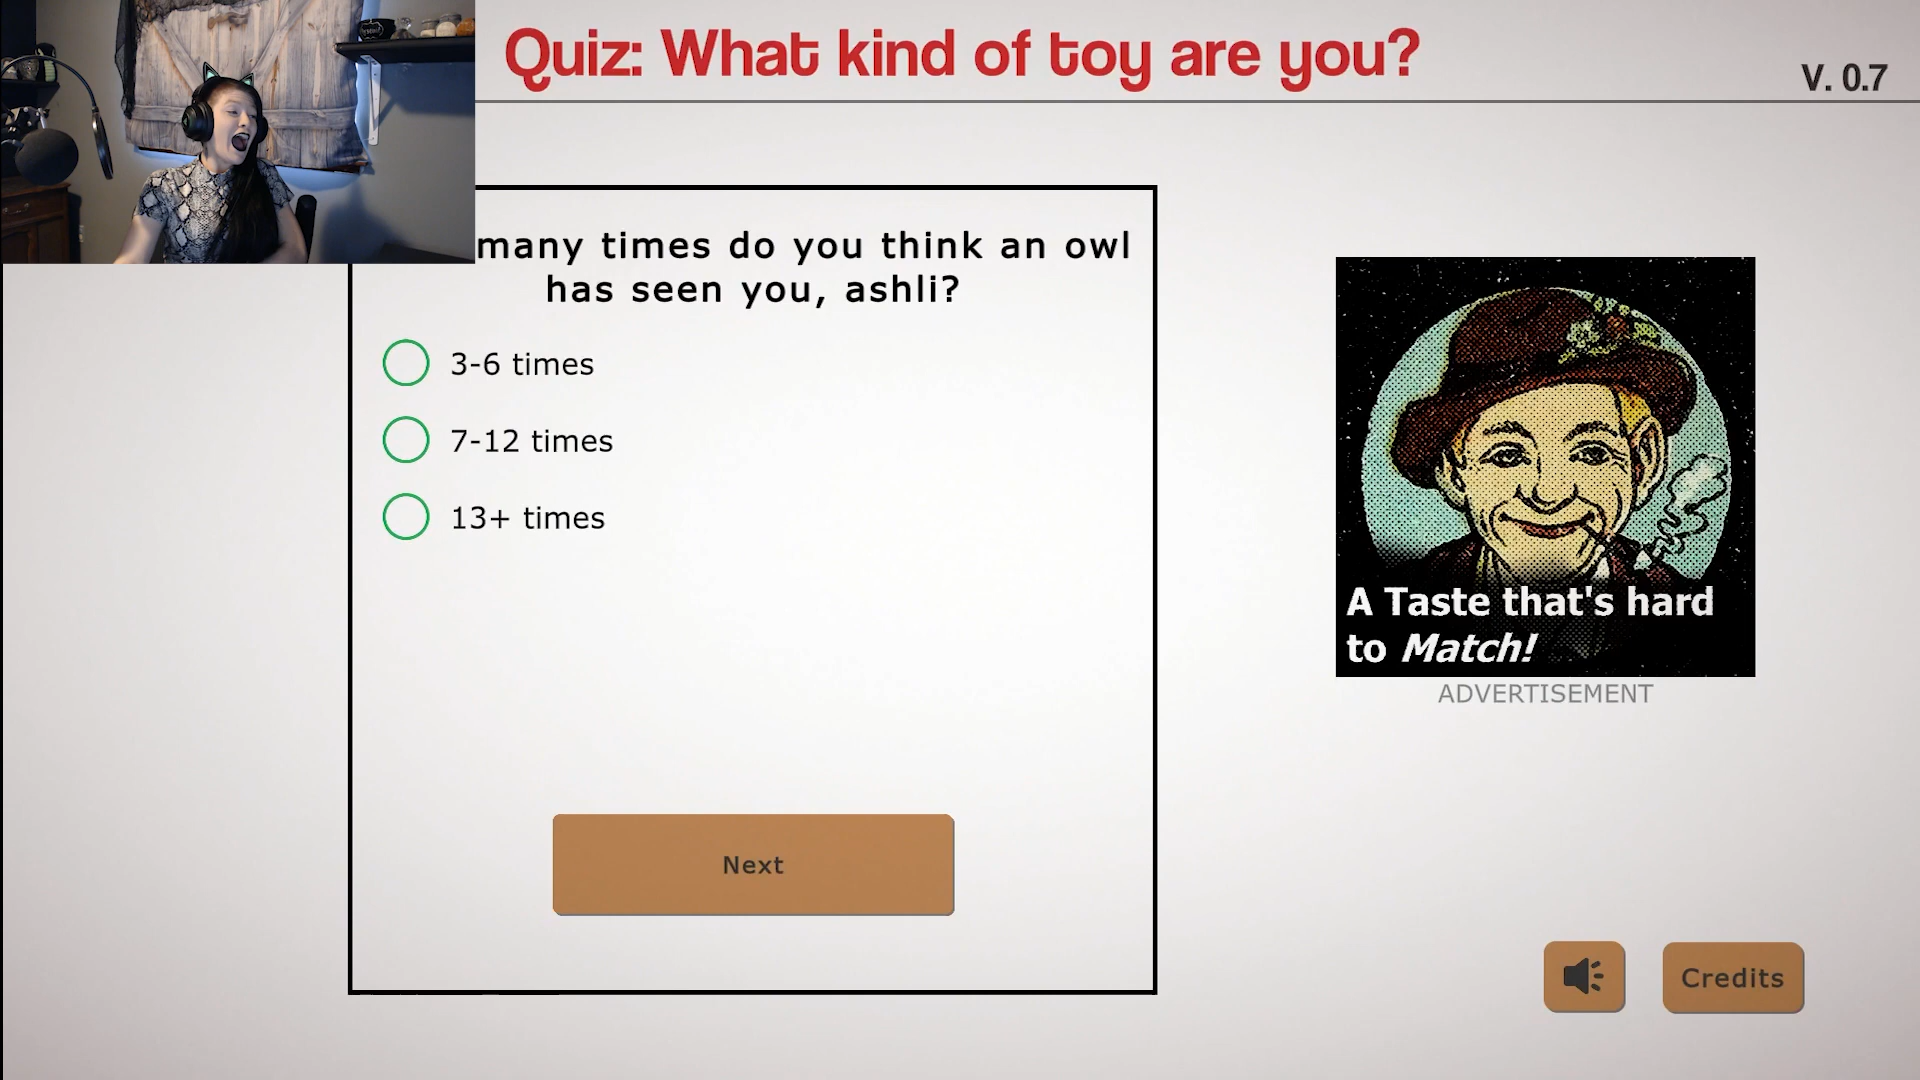 Quiz: What kind of toy are you?
V. 0.7
many times do you think an owl
has seen you, ashli?
3-6 times
7-12 times
13+ times
Next
A Taste that's hard
to Match!
ADVERTISEMENT
Credits